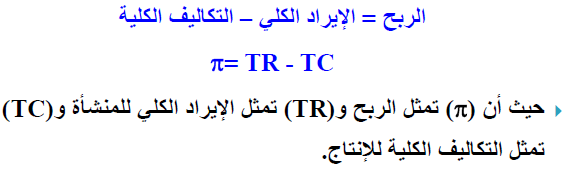 الربح = الإيراد الكلي – التكاليف الكلية
π= TR - TC
حيث أن (π) تمثل الربح و(TR) تمثل الإيراد الكلي للمنشأة و(TC)
تمثل التكاليف الكلية للإنتاج.